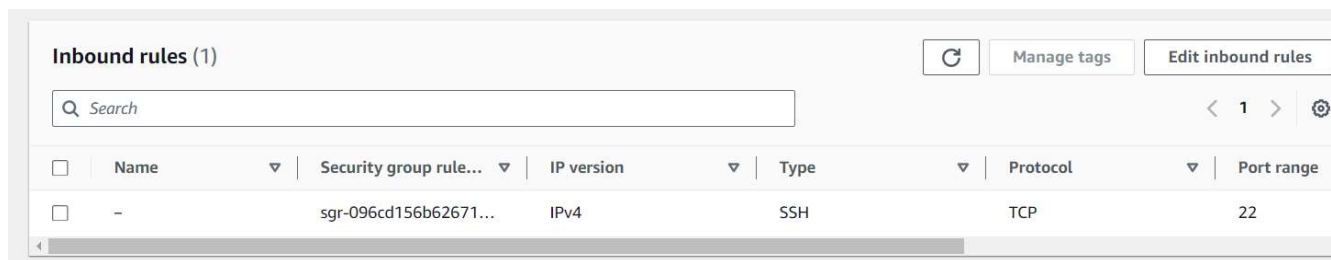 Inbound rules (1)
Manage tags
Edit inbound rules
Search
1
Name
Security group rule...
IP version
Type
Protocol
Port range
–
sgr-096cd156b62671...
IPv4
SSH
TCP
22